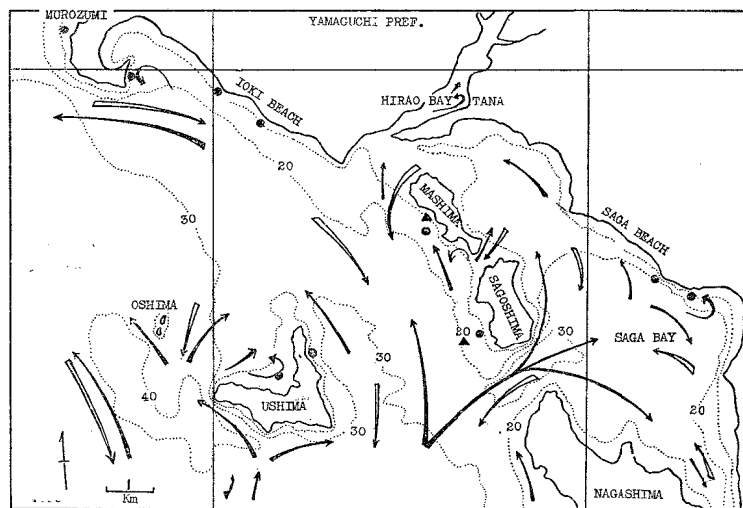 MUROZUMI
YAMAGUCHI PREF.
IOKI BEACH
HIRAO BAY
TANA
20
30
MASHIMA
SAGA BEACH
OSHIMA
SAGOSHIMA
20
30
SAGA BAY
30
40
USHIMA
30
20
20
NAGASHIMA
1
Km